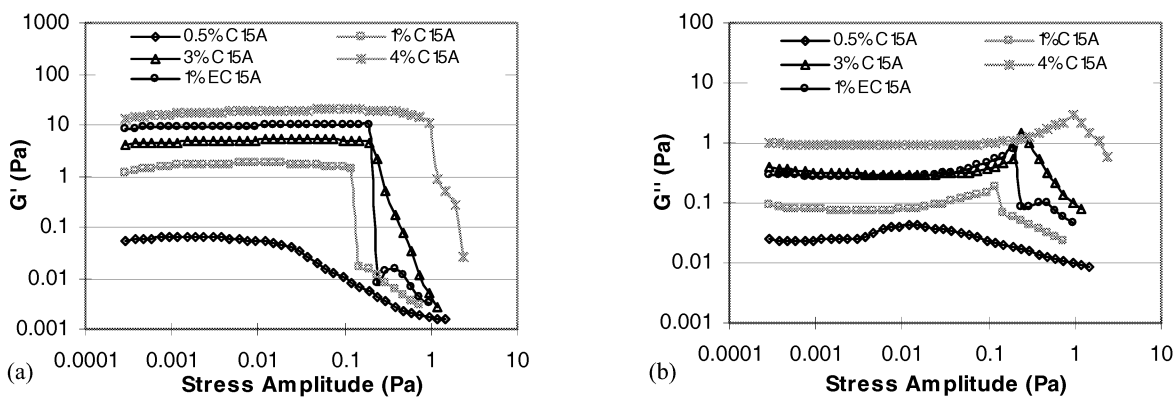 1000
100
10
1
0.1
0.01
0.001
G' (Pa)
0.5% C15A
1% C15A
3% C15A
4% C15A
1% EC15A
0.0001 0.001 0.01 0.1 1 10
Stress Amplitude (Pa)
(a)
100
10
1
0.1
0.01
0.001
G'' (Pa)
0.5% C15A
1%C15A
3% C15A
4% C15A
1% EC15A
0.0001 0.001 0.01 0.1 1 10
Stress Amplitude (Pa)
(b)